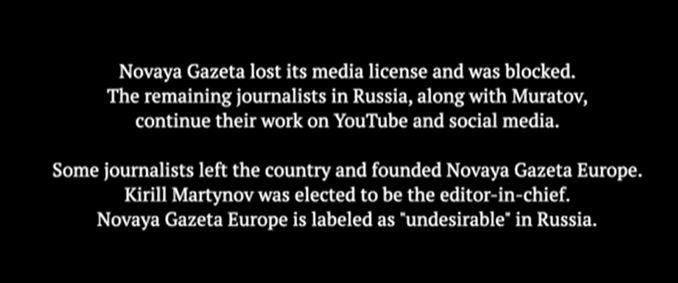 Novaya Gazeta lost its media license and was blocked.
The remaining journalists in Russia, along with Muratov,
continue their work on YouTube and social media.
Some journalists left the country and founded Novaya Gazeta Europe.
Kirill Martynov was elected to be the editor-in-chief.
Novaya Gazeta Europe is labeled as "undesirable" in Russia.